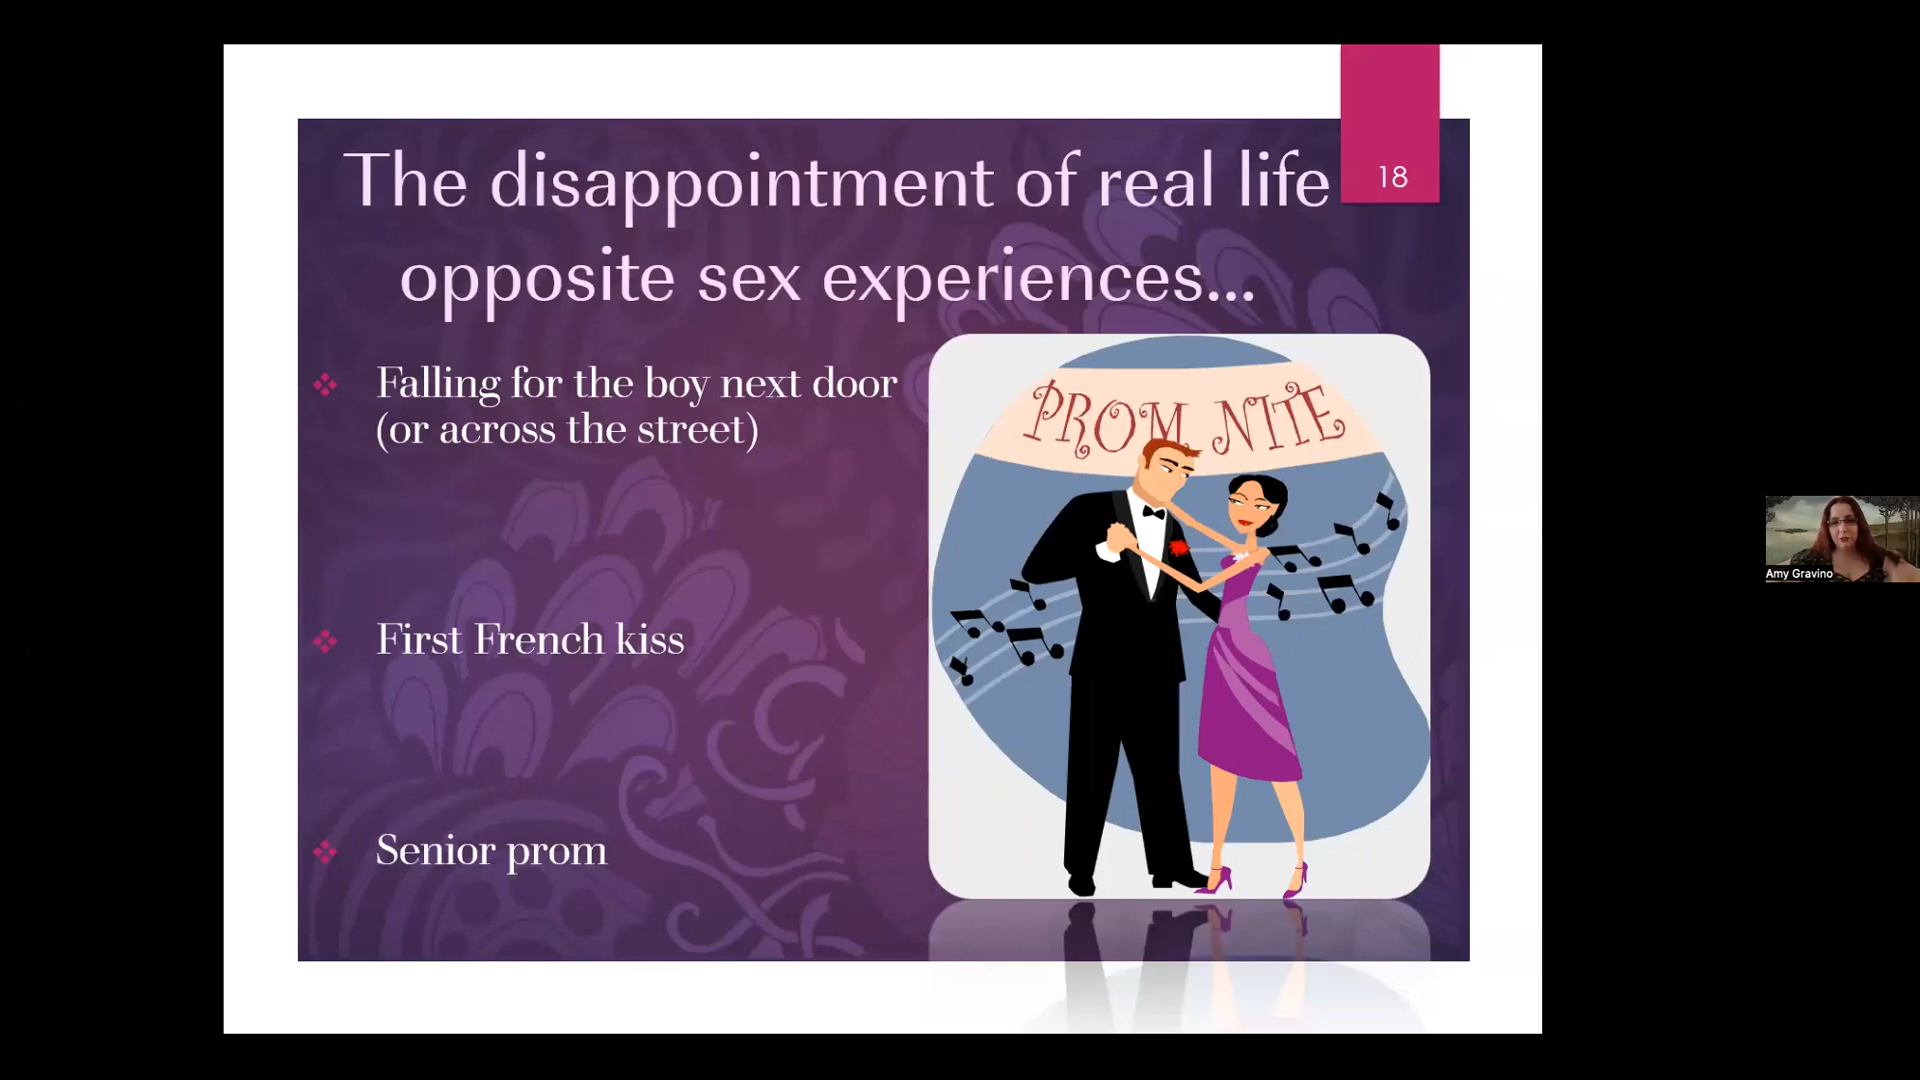 18
The disappointment of real life
opposite sex experiences...
Falling for the boy next door
(or across the street)
PROM NITE
First French kiss
Senior prom
Amy Gravino